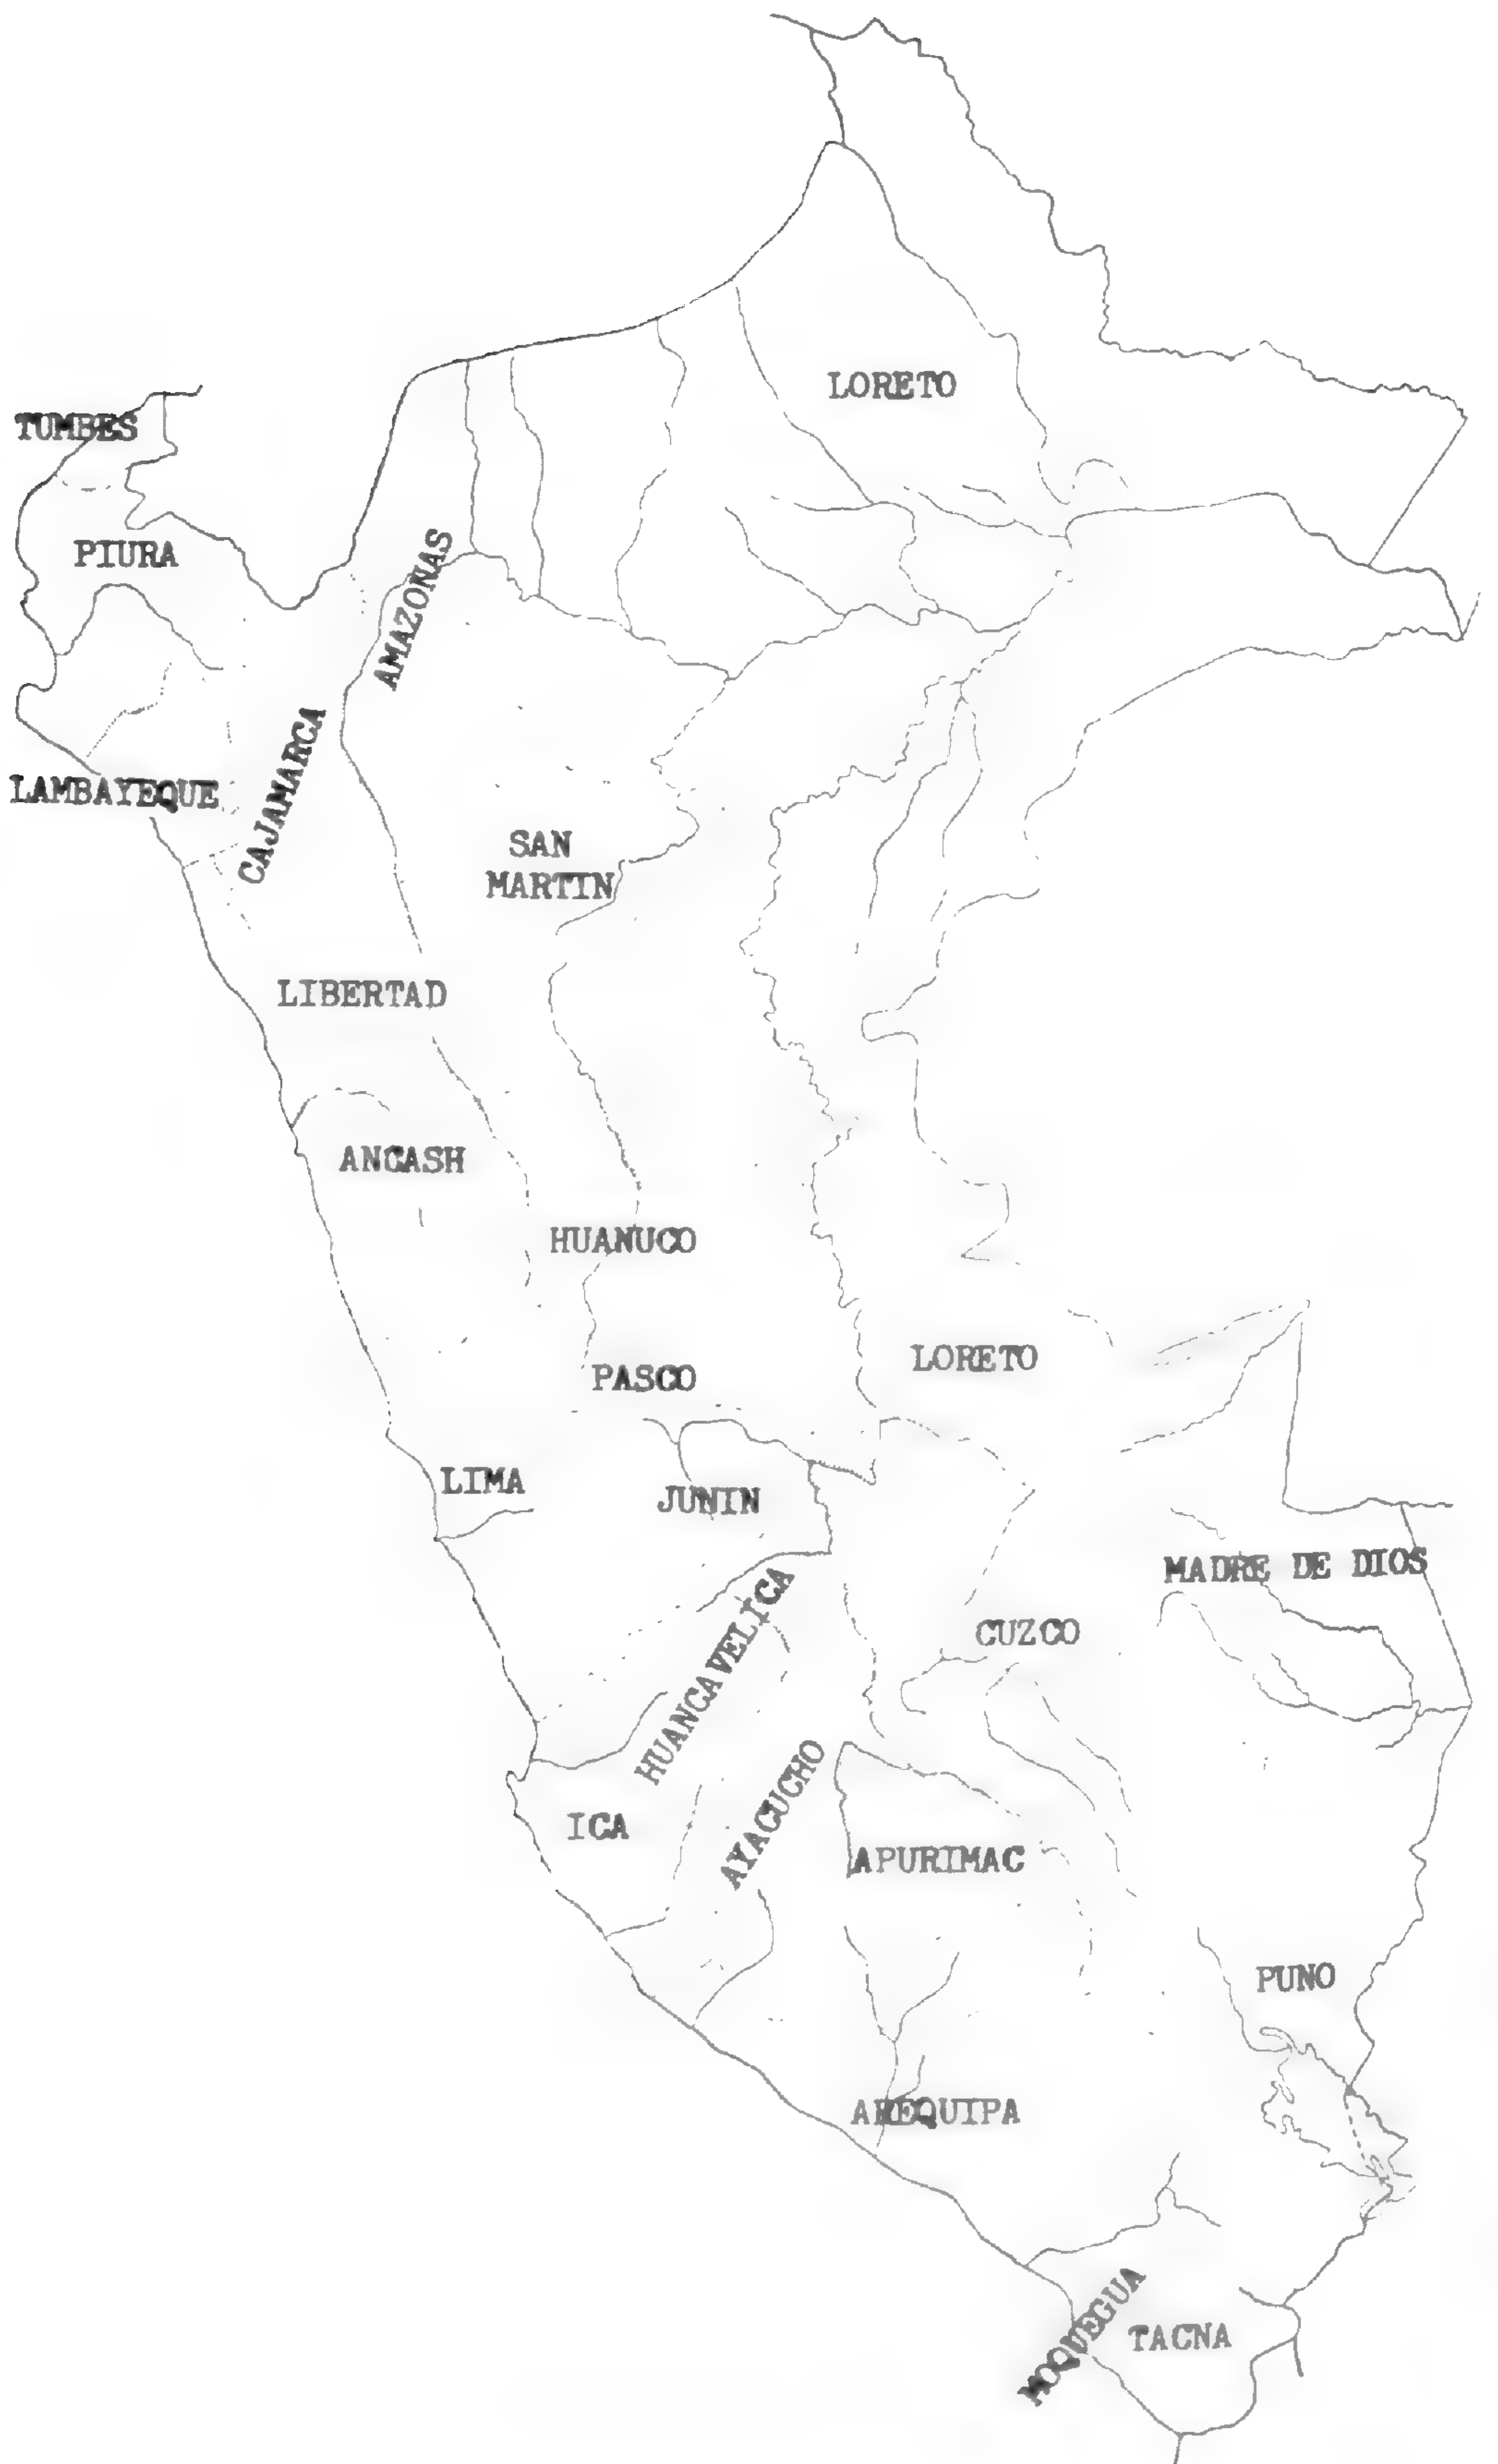 LORETO
TUMBES
PIURA
AMAZONAS
CAJAMARCA
LAMBAYEQUE
SAN
MARTIN
LIBERTAD
ANCASH
HUANUCO
LORETO
PASCO
LIMA
JUNIN
MADRE DE DIOS
HUANCAVELICA
CUZCO
AYACUCHO
ICA
APURIMAC
PUNO
AREQUIPA
MOQUEGUA
TACNA